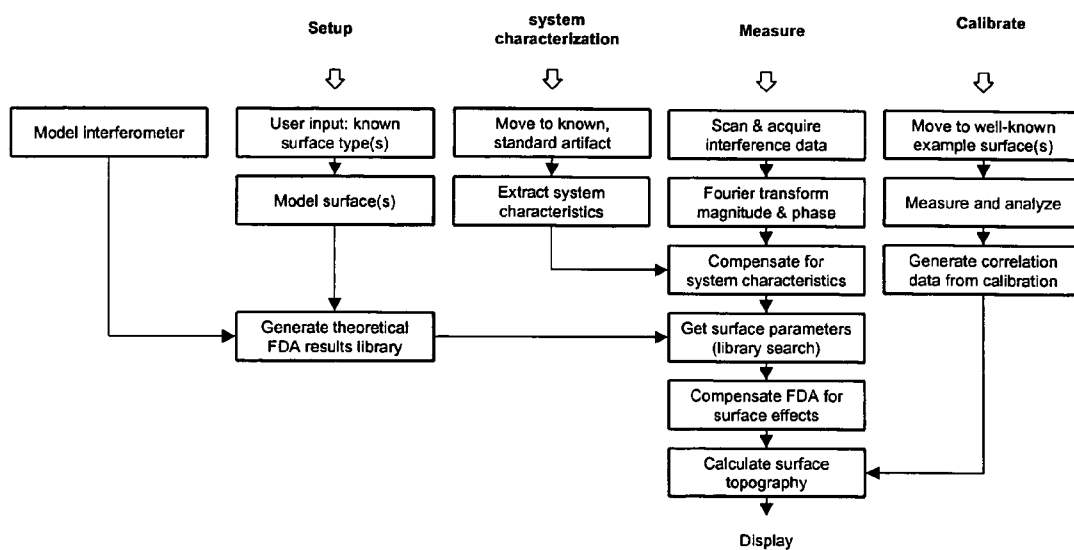 Setup
system
characterization
Measure
Calibrate
Model interferometer
User input: known
surface type(s)
Move to known,
standard artifact
Scan & acquire
interference data
Move to well-known
example surface(s)
Model surface(s)
Extract system
characteristics
Fourier transform
magnitude & phase
Measure and analyze
Compensate for
system characteristics
Generate correlation
data from calibration
Generate theoretical
FDA results library
Get surface parameters
(library search)
Compensate FDA for
surface effects
Calculate surface
topography
Display